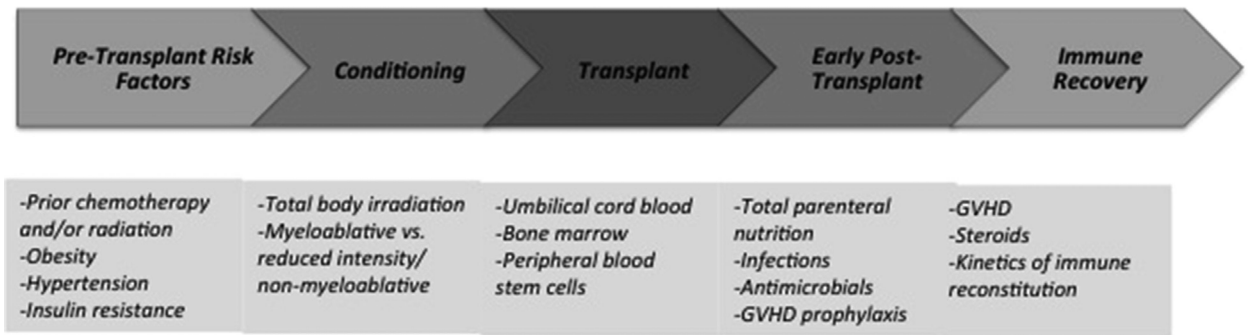 Pre-Transplant Risk
Factors
Conditioning
Transplant
Early Post-
Transplant
Immune
Recovery
-Prior chemotherapy
and/or radiation
-Obesity
-Hypertension
-Insulin resistance
-Total body irradiation
-Myeloablative vs.
reduced intensity/
non-myeloablative
-Umbilical cord blood
-Bone marrow
-Peripheral blood
stem cells
-Total parenteral
nutrition
-Infections
-Antimicrobials
-GVHD prophylaxis
-GVHD
-Steroids
-Kinetics of immune
reconstitution